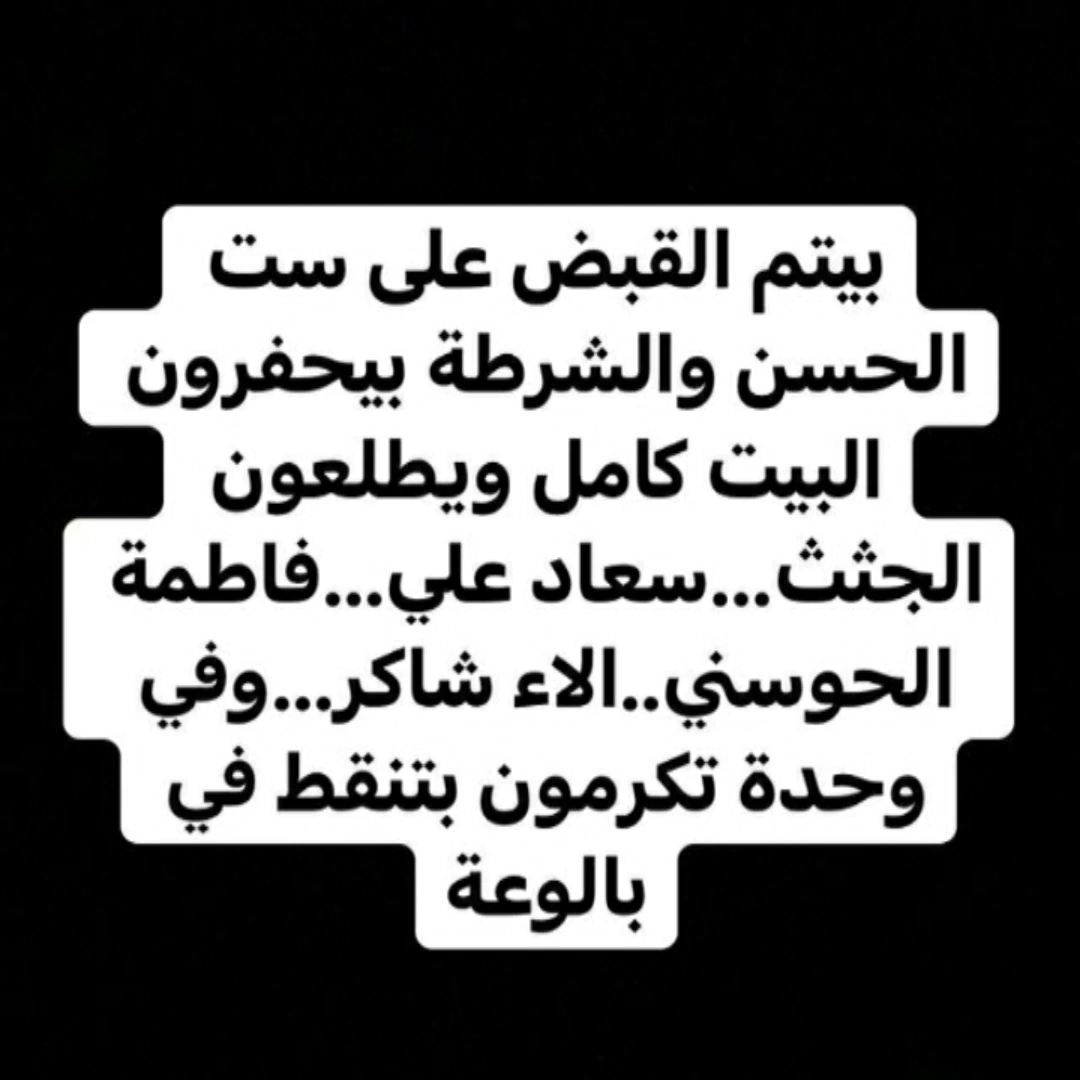 بيتم القبض على ست
الحسن والشرطة بيحفرون
البيت كامل ويطلعون
الجثث...سعاد علي...فاطمة
الحوسني..الاء شاكر...وفي
وحدة تكرمون بتنقط في
بالوعة